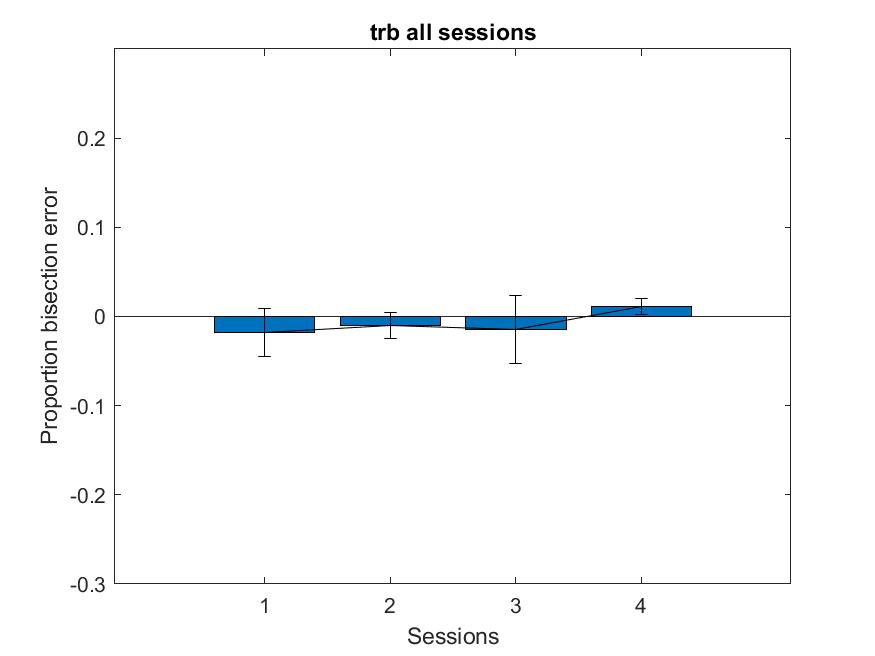 trb all sessions
0.2
0.1
0
-0.1
-0.2
-0.3
Proportion bisection error
1 2 3 4
Sessions